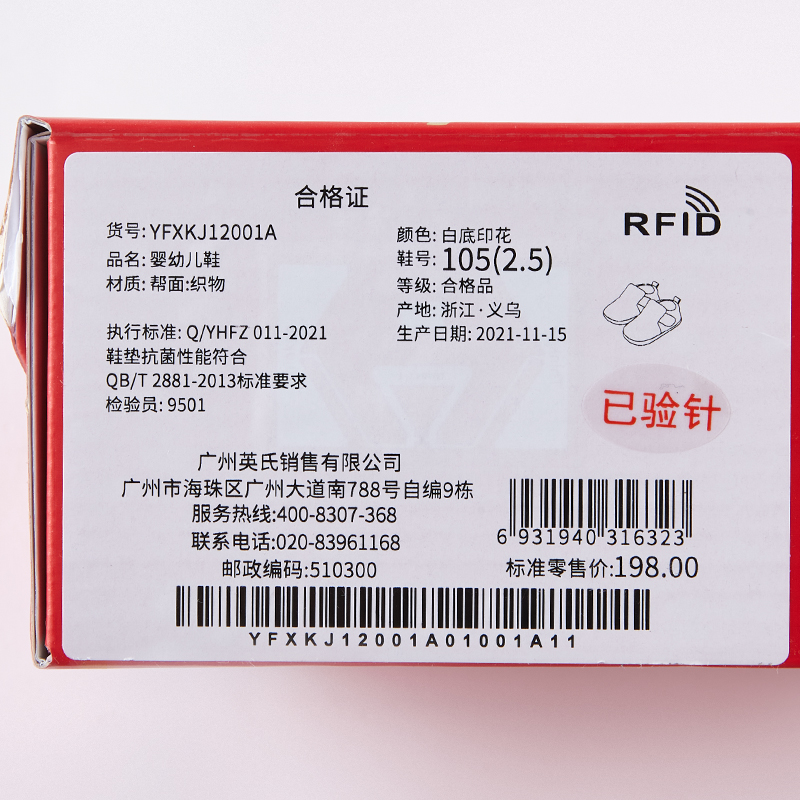 合格证
货号: YFXKJ12001A
品名: 婴幼儿鞋
材质: 帮面:织物
颜色: 白底印花
鞋号: 105(2.5)
等级: 合格品
产地: 浙江·义乌
生产日期: 2021-11-15
RFID
执行标准: Q/YHFZ 011-2021
鞋垫抗菌性能符合
QB/T 2881-2013标准要求
检验员: 9501
已验针
广州英氏销售有限公司
广州市海珠区广州大道南788号自编9栋
服务热线:400-8307-368
联系电话:020-83961168
邮政编码:510300
6 931940 316323
标准零售价:198.00
YFXKJ12001A01001A11